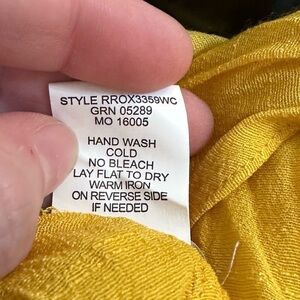 STYLE RROX3359WC
GRN 05289
MO 16005
HAND WASH
COLD
NO BLEACH
LAY FLAT TO DRY
WARM IRON
ON REVERSE SIDE
IF NEEDED